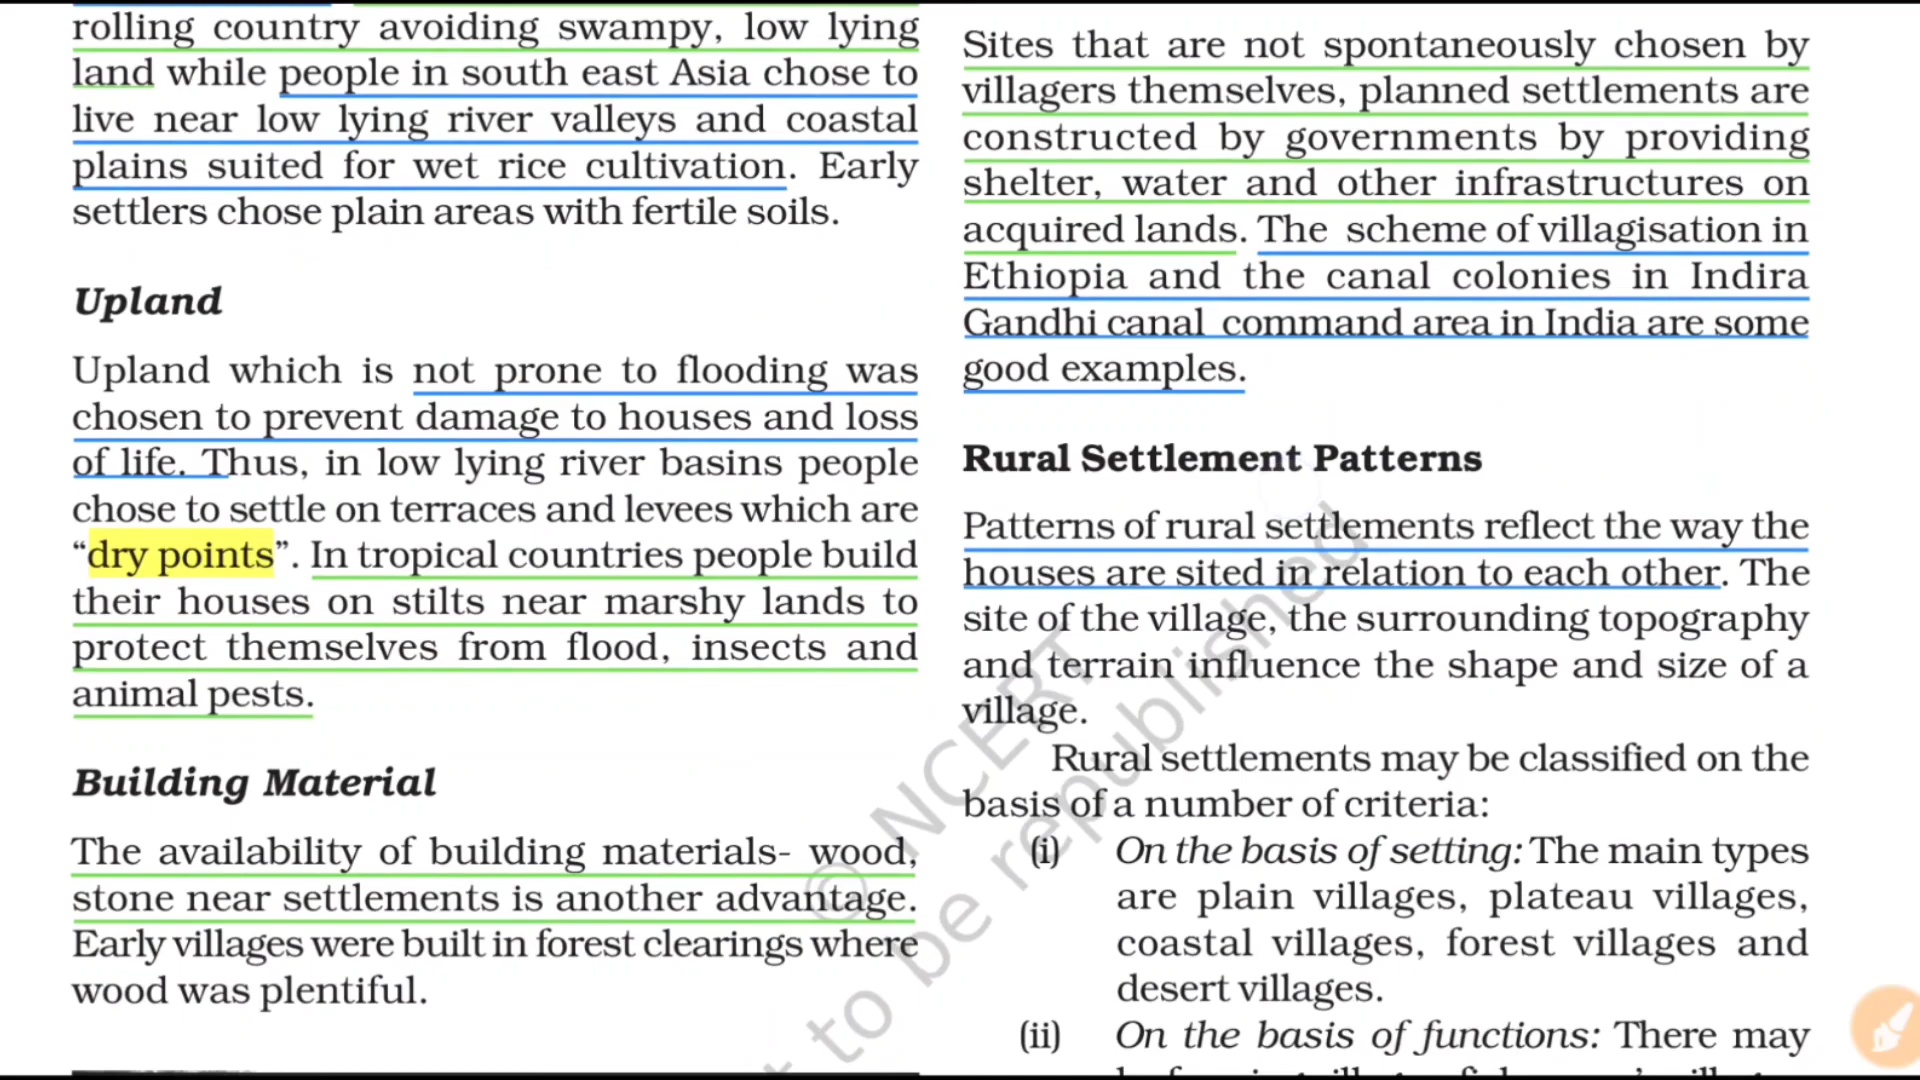 rolling country avoiding swampy, low lying
land while people in south east Asia chose to
live near low lying river valleys and coastal
plains suited for wet rice cultivation. Early
settlers chose plain areas with fertile soils.
Upland
Upland which is not prone to flooding was
chosen to prevent damage to houses and loss
of life. Thus, in low lying river basins people
chose to settle on terraces and levees which are
“dry points”. In tropical countries people build
their houses on stilts near marshy lands to
protect themselves from flood, insects and
animal pests.
Building Material
The availability of building materials- wood,
stone near settlements is another advantage.
Early villages were built in forest clearings where
wood was plentiful.
Sites that are not spontaneously chosen by
villagers themselves, planned settlements are
constructed by governments by providing
shelter, water and other infrastructures on
acquired lands. The scheme of villagisation in
Ethiopia and the canal colonies in Indira
Gandhi canal command area in India are some
good examples.
Rural Settlement Patterns
Patterns of rural settlements reflect the way the
houses are sited in relation to each other. The
site of the village, the surrounding topography
and terrain influence the shape and size of a
village.
Rural settlements may be classified on the
basis of a number of criteria:
(i) On the basis of setting: The main types
are plain villages, plateau villages,
coastal villages, forest villages and
desert villages.
(ii) On the basis of functions: There may
© NCERT
to be republished